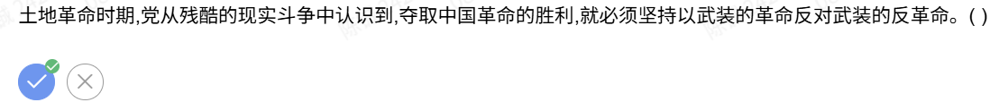 土地革命时期,党从残酷的现实斗争中认识到,夺取中国革命的胜利,就必须坚持以武装的革命反对武装的反革命。( )